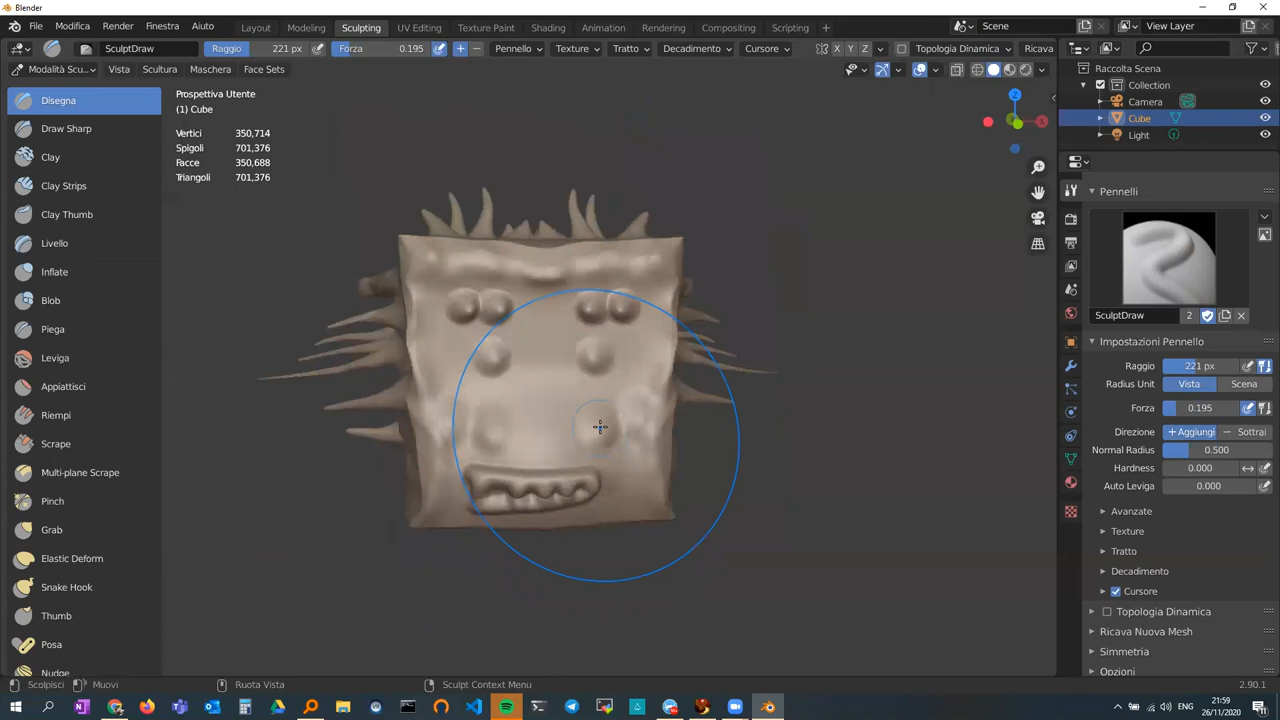 Blender
File Modifica Render Finestra Aiuto Layout Modeling Sculpting UV Editing Texture Paint Shading Animation Rendering Compositing Scripting + Scene View Layer
SculptDraw Raggio 221 px Forza 0.195 + − Pennello Texture Tratto Decadimento Cursore X Y Z Topologia Dinamica Ricava
Modalità Scu... Vista Scultura Maschera Face Sets
Raccolta Scena
Collection
Camera
Cube
Light
Disegna
Draw Sharp
Clay
Clay Strips
Clay Thumb
Livello
Inflate
Blob
Piega
Leviga
Appiattisci
Riempi
Scrape
Multi-plane Scrape
Pinch
Grab
Elastic Deform
Snake Hook
Thumb
Posa
Nudge
Prospettiva Utente
(1) Cube
Vertici 350,714
Spigoli 701,376
Facce 350,688
Triangoli 701,376
Z
Pennelli
SculptDraw 2
Impostazioni Pennello
Raggio 221 px
Radius Unit Vista Scena
Forza 0.195
Direzione + Aggiungi − Sottrai
Normal Radius 0.500
Hardness 0.000
Auto Leviga 0.000
Avanzate
Texture
Tratto
Decadimento
Cursore
Topologia Dinamica
Ricava Nuova Mesh
Simmetria
Opzioni
Scolpisci Muovi Ruota Vista Sculpt Context Menu 2.90.1
21:59
26/11/2020